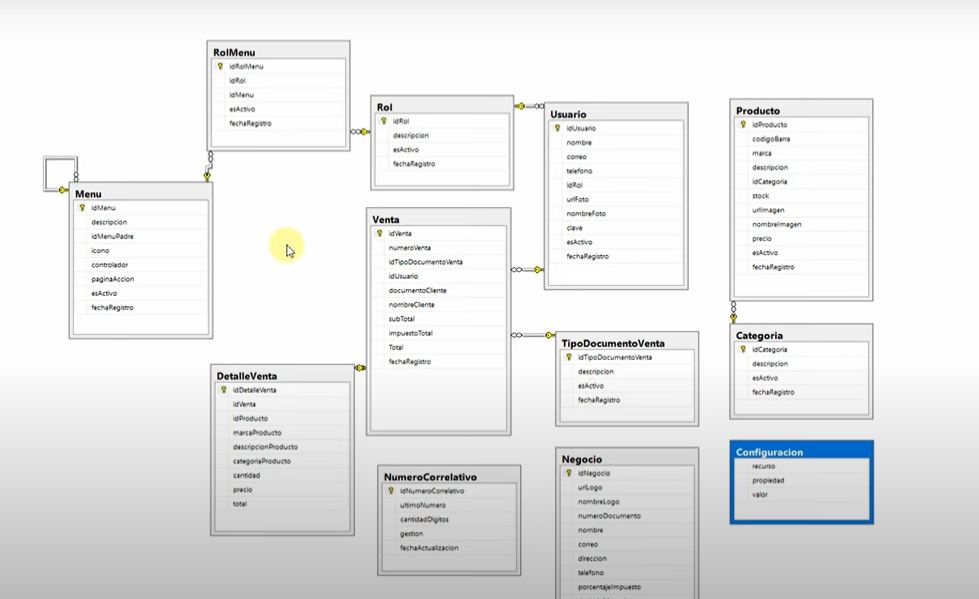 RolMenu
idRolMenu
idRol
idMenu
esActivo
fechaRegistro
Rol
idRol
descripcion
esActivo
fechaRegistro
Usuario
idUsuario
nombre
correo
telefono
idRol
urlFoto
nombreFoto
clave
esActivo
fechaRegistro
Producto
idProducto
codigoBarra
marca
descripcion
idCategoria
stock
urlImagen
nombreImagen
precio
esActivo
fechaRegistro
Menu
idMenu
descripcion
idMenuPadre
icono
controlador
paginaAccion
esActivo
fechaRegistro
Venta
idVenta
numeroVenta
idTipoDocumentoVenta
idUsuario
documentoCliente
nombreCliente
subTotal
impuestoTotal
Total
fechaRegistro
TipoDocumentoVenta
idTipoDocumentoVenta
descripcion
esActivo
fechaRegistro
Categoria
idCategoria
descripcion
esActivo
fechaRegistro
DetalleVenta
idDetalleVenta
idVenta
idProducto
marcaProducto
descripcionProducto
categoriaProducto
cantidad
precio
total
NumeroCorrelativo
idNumeroCorrelativo
ultimoNumero
cantidadDigitos
gestion
fechaActualizacion
Negocio
idNegocio
urlLogo
nombreLogo
numeroDocumento
nombre
correo
direccion
telefono
porcentajeImpuesto
Configuracion
recurso
propiedad
valor